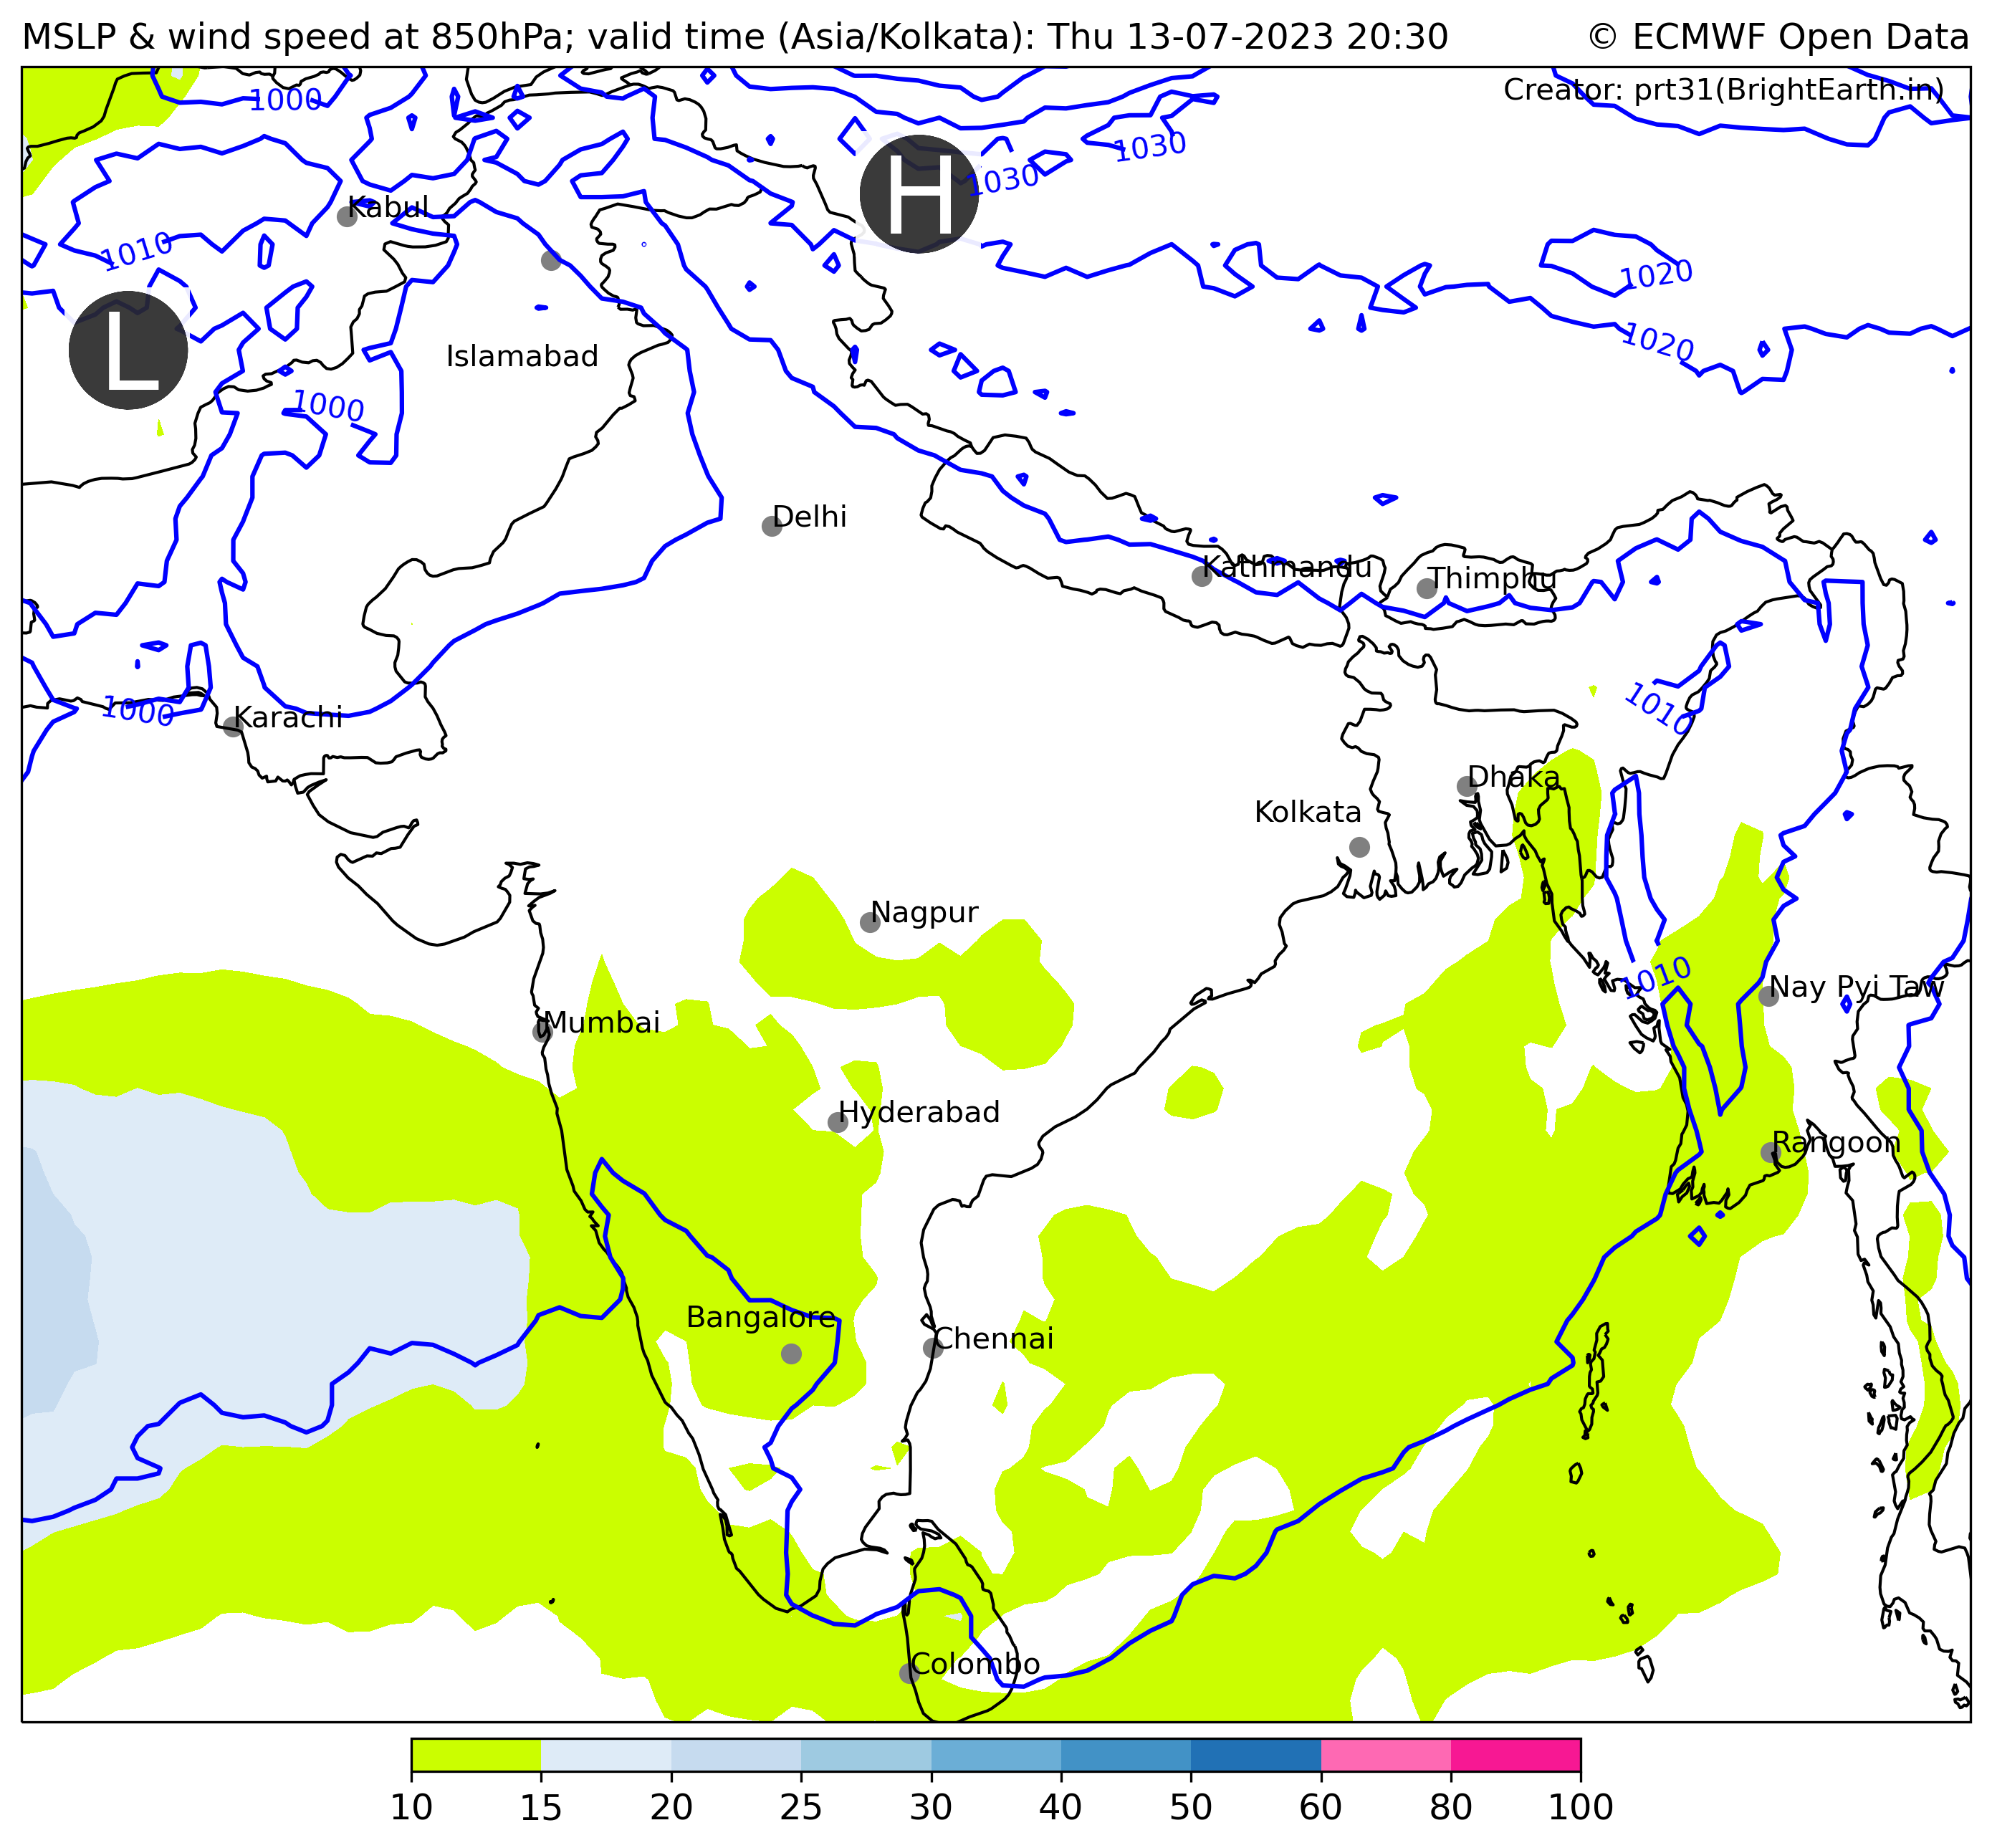 MSLP & wind speed at 850hPa; valid time (Asia/Kolkata): Thu 13-07-2023 20:30
© ECMWF Open Data
Creator: prt31(BrightEarth.in)
1000
1030
H
1030
Kabul
1010
1020
L
1020
Islamabad
1000
Delhi
Kathmandu
Thimphu
1010
1000
Karachi
Dhaka
Kolkata
Nagpur
1010
Nay Pyi Taw
Mumbai
Hyderabad
Rangoon
Bangalore
Chennai
Colombo
10 15 20 25 30 40 50 60 80 100